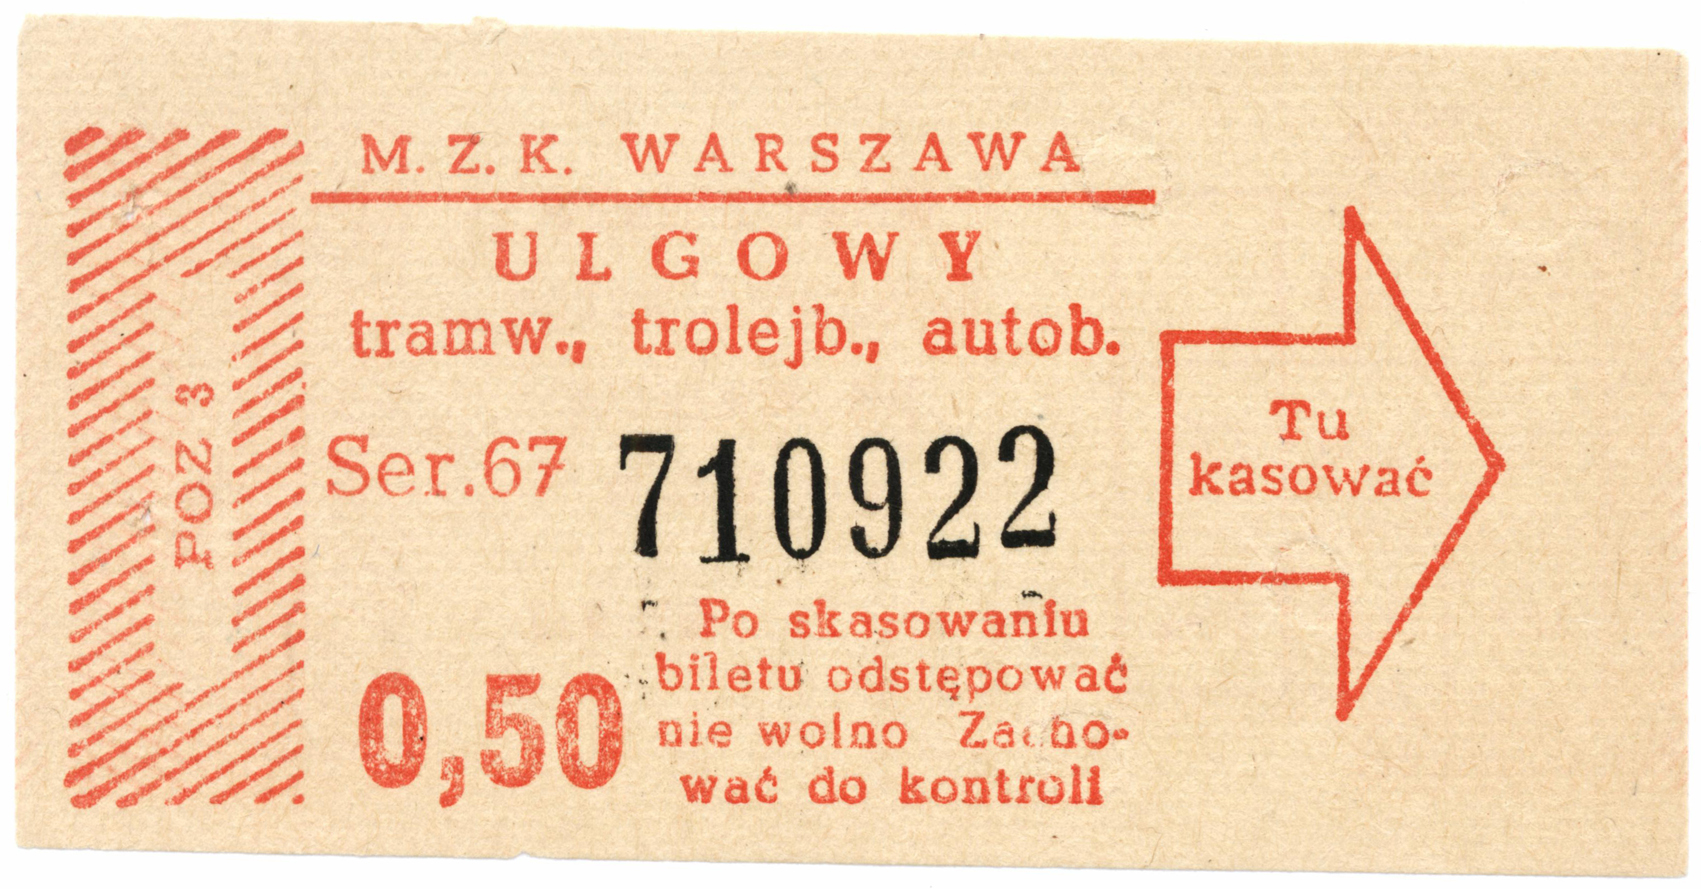 M. Z. K. WARSZAWA
ULGOWY
tramw., trolejb., autob.
POZ 3
Ser.67 710922
Tu
kasować
0,50
Po skasowaniu
biletu odstępować
nie wolno Zacho-
wać do kontroli